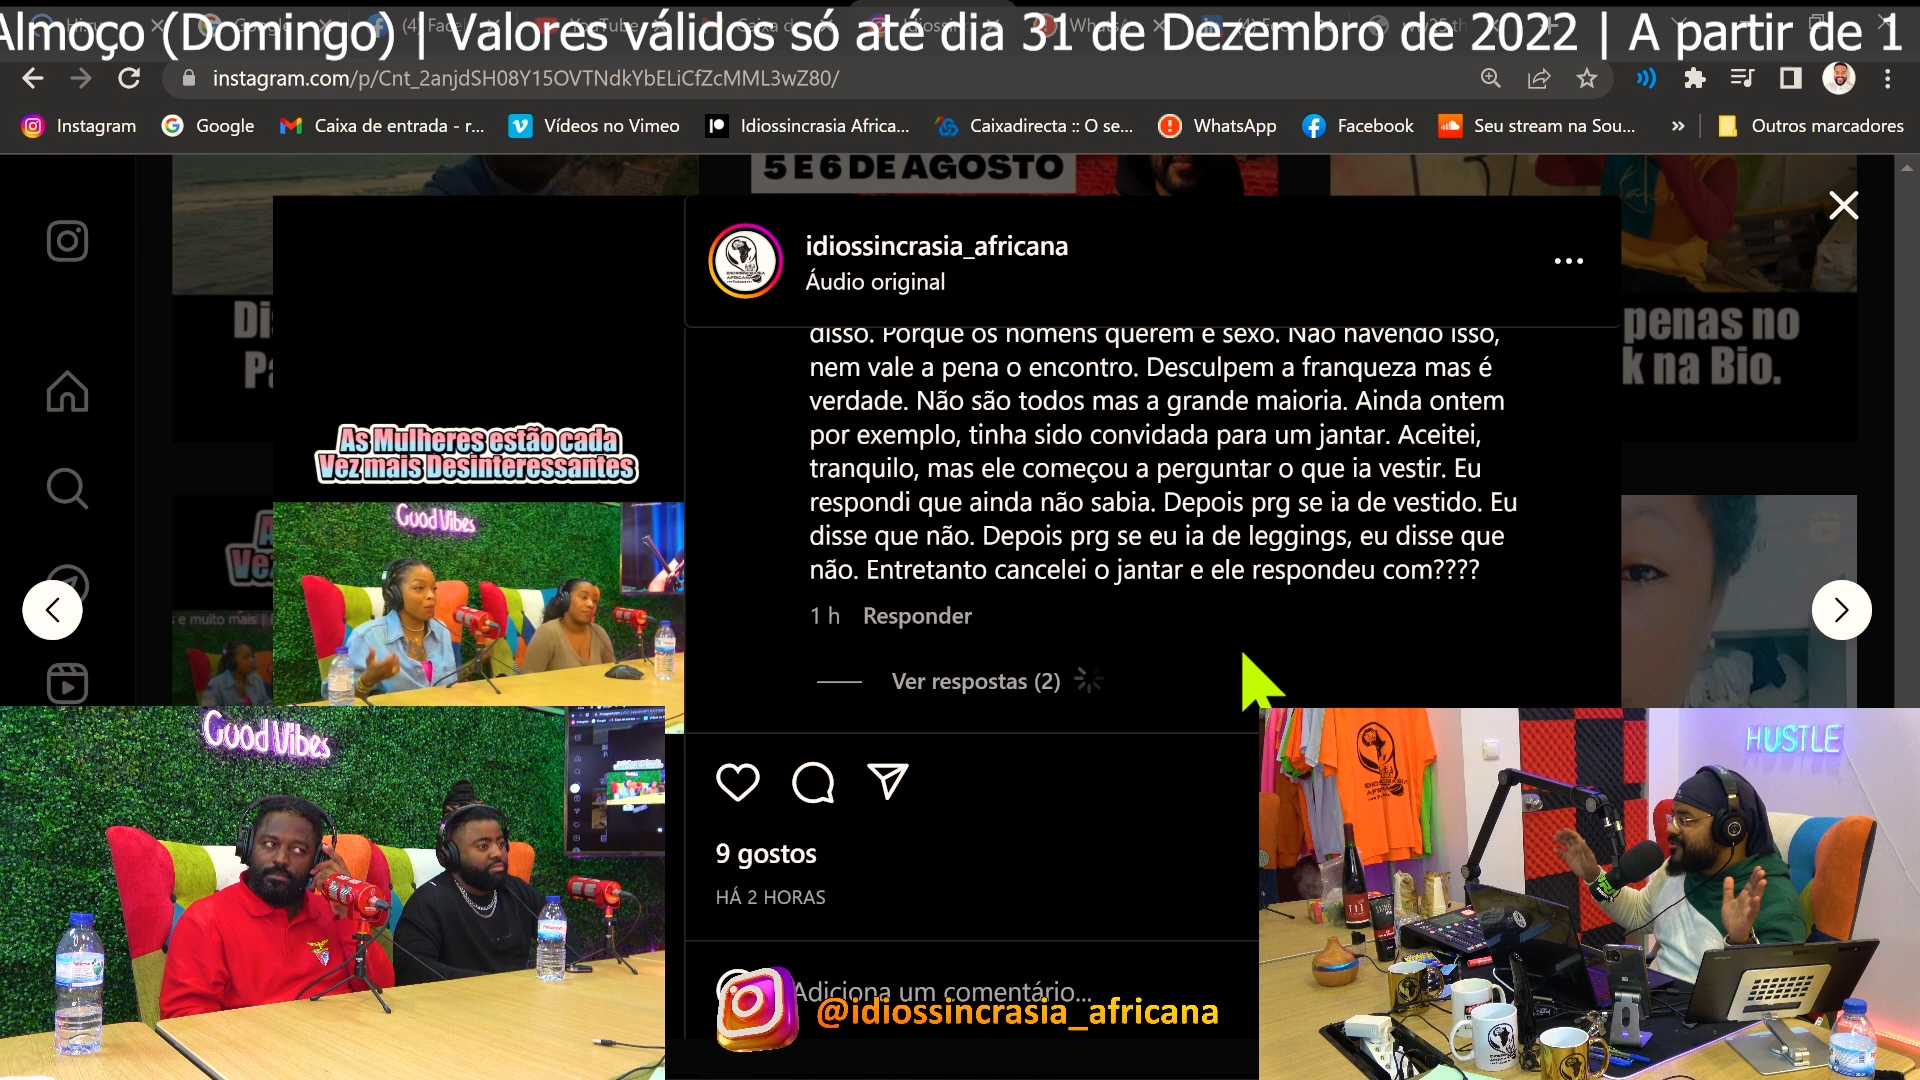 Almoço (Domingo) | Valores válidos só até dia 31 de Dezembro de 2022 | A partir de 1
instagram.com/p/Cnt_2anjdSH08Y15OVTNdkYbELiCfZcMML3wZ80/
Instagram
Google
Caixa de entrada - r...
Vídeos no Vimeo
Idiossincrasia Africa...
Caixadirecta :: O se...
WhatsApp
Facebook
Seu stream na Sou...
»
Outros marcadores
5 E 6 DE AGOSTO
idiossincrasia_africana
Áudio original
disso. Porque os homens querem é sexo. Não havendo isso,
nem vale a pena o encontro. Desculpem a franqueza mas é
verdade. Não são todos mas a grande maioria. Ainda ontem
por exemplo, tinha sido convidada para um jantar. Aceitei,
tranquilo, mas ele começou a perguntar o que ia vestir. Eu
respondi que ainda não sabia. Depois prg se ia de vestido. Eu
disse que não. Depois prg se eu ia de leggings, eu disse que
não. Entretanto cancelei o jantar e ele respondeu com????
1 h Responder
Ver respostas (2)
As Mulheres estão cada
Vez mais Desinteressantes
Good Vibes
penas no
k na Bio.
9 gostos
HÁ 2 HORAS
Adiciona um comentário...
@idiossincrasia_africana
Good Vibes
HUSTLE